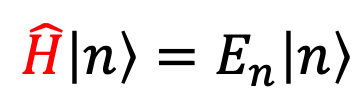 Ĥ|n⟩ = Eₙ|n⟩